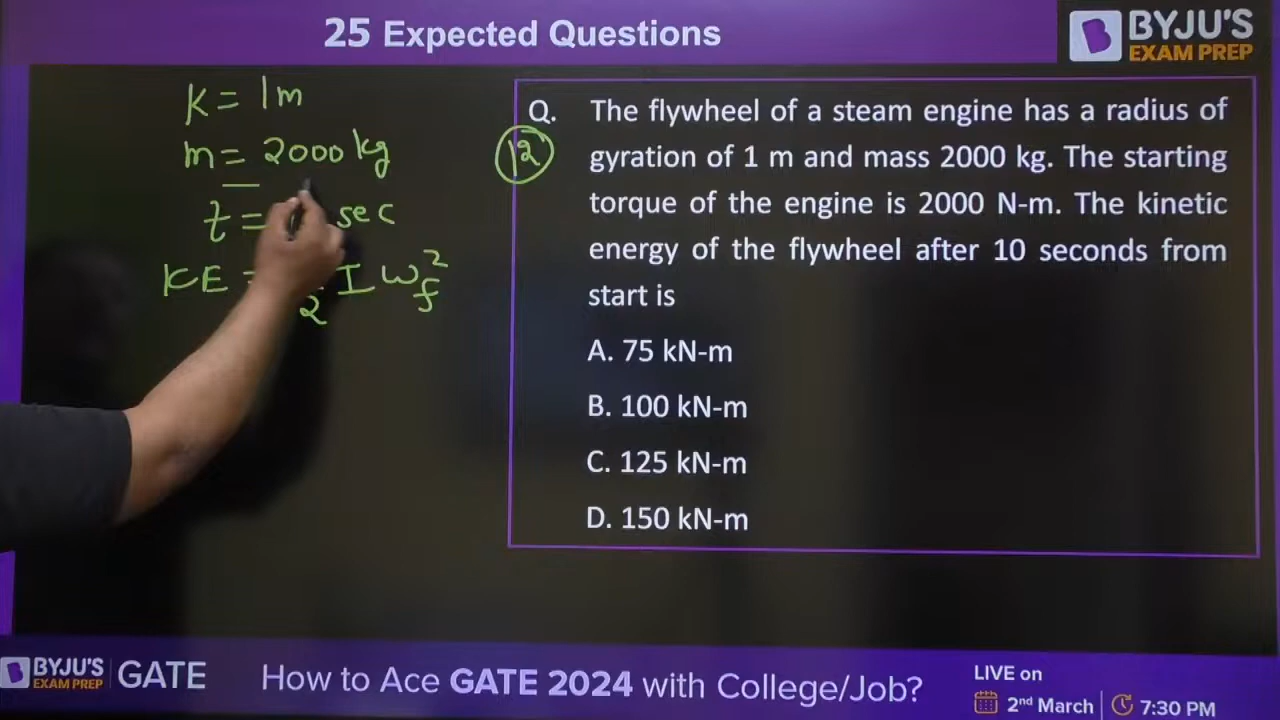 25 Expected Questions
BYJU'S
EXAM PREP
K = 1m
m = 2000 kg
t = sec
KE = 2 I ω_f^2
Q. The flywheel of a steam engine has a radius of
12
gyration of 1 m and mass 2000 kg. The starting
torque of the engine is 2000 N-m. The kinetic
energy of the flywheel after 10 seconds from
start is
A. 75 kN-m
B. 100 kN-m
C. 125 kN-m
D. 150 kN-m
BYJU'S
EXAM PREP
GATE
How to Ace GATE 2024 with College/Job?
LIVE on
2nd March
7:30 PM